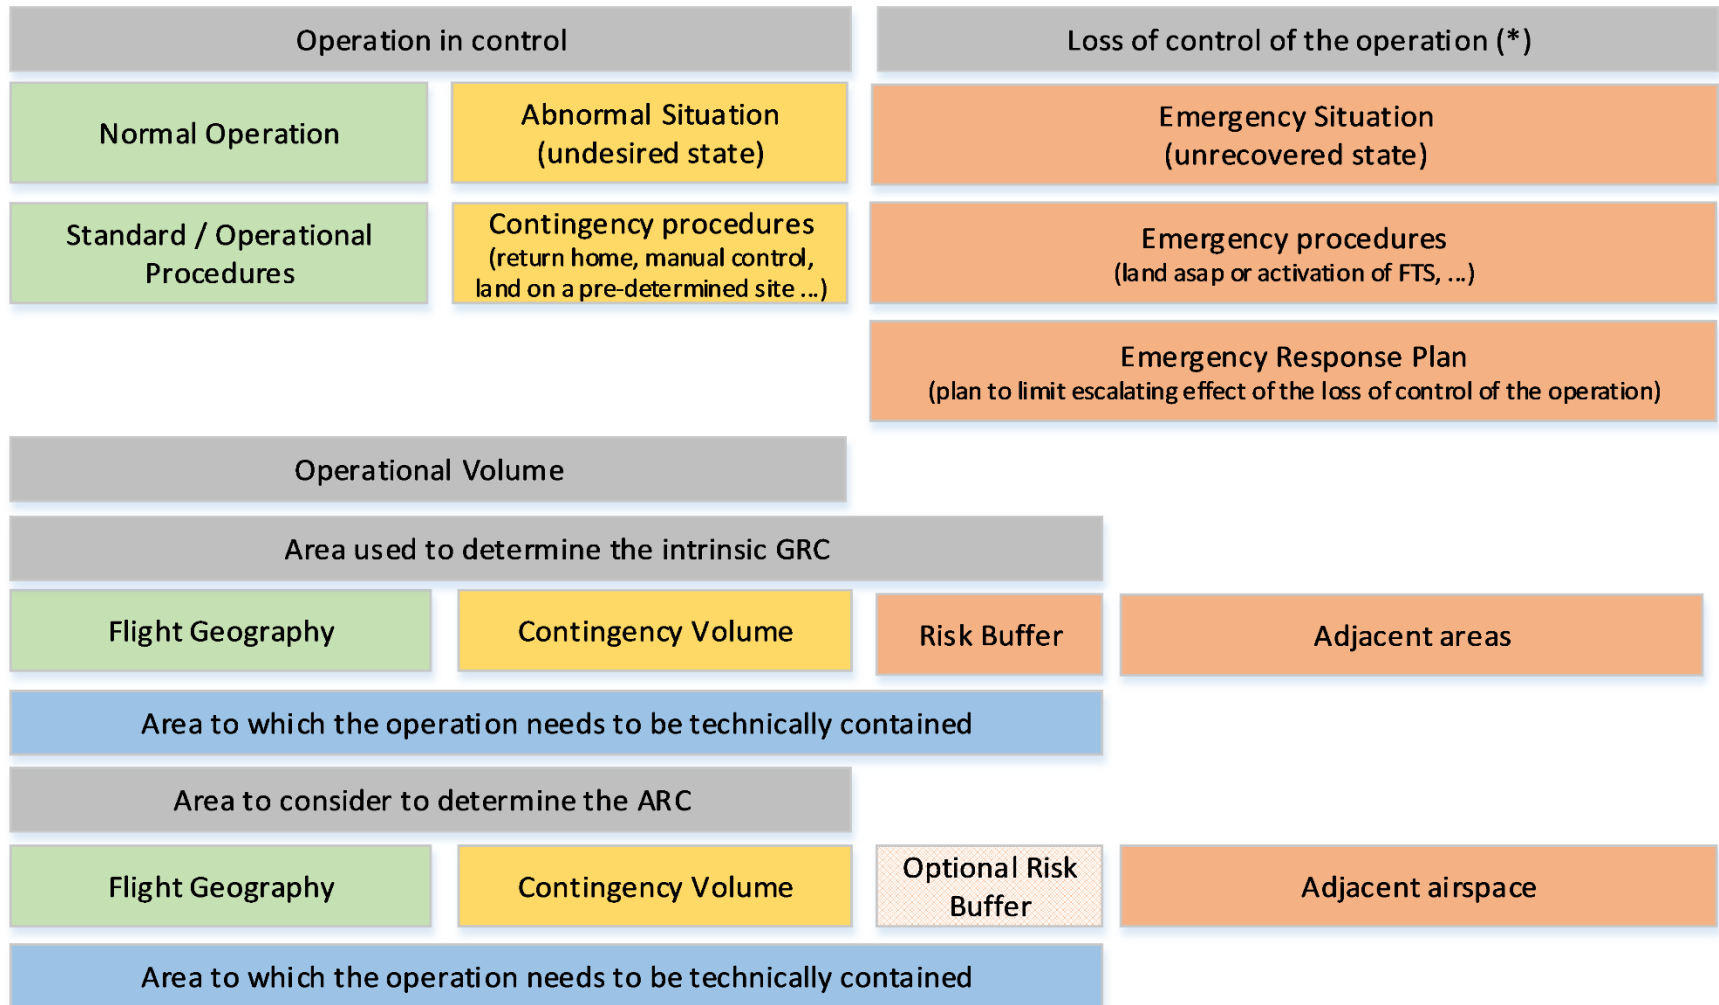 Operation in control
Loss of control of the operation (*)
Normal Operation
Abnormal Situation
(undesired state)
Emergency Situation
(unrecovered state)
Standard / Operational
Procedures
Contingency procedures
(return home, manual control,
land on a pre-determined site ...)
Emergency procedures
(land asap or activation of FTS, ...)
Emergency Response Plan
(plan to limit escalating effect of the loss of control of the operation)
Operational Volume
Area used to determine the intrinsic GRC
Flight Geography
Contingency Volume
Risk Buffer
Adjacent areas
Area to which the operation needs to be technically contained
Area to consider to determine the ARC
Flight Geography
Contingency Volume
Optional Risk
Buffer
Adjacent airspace
Area to which the operation needs to be technically contained